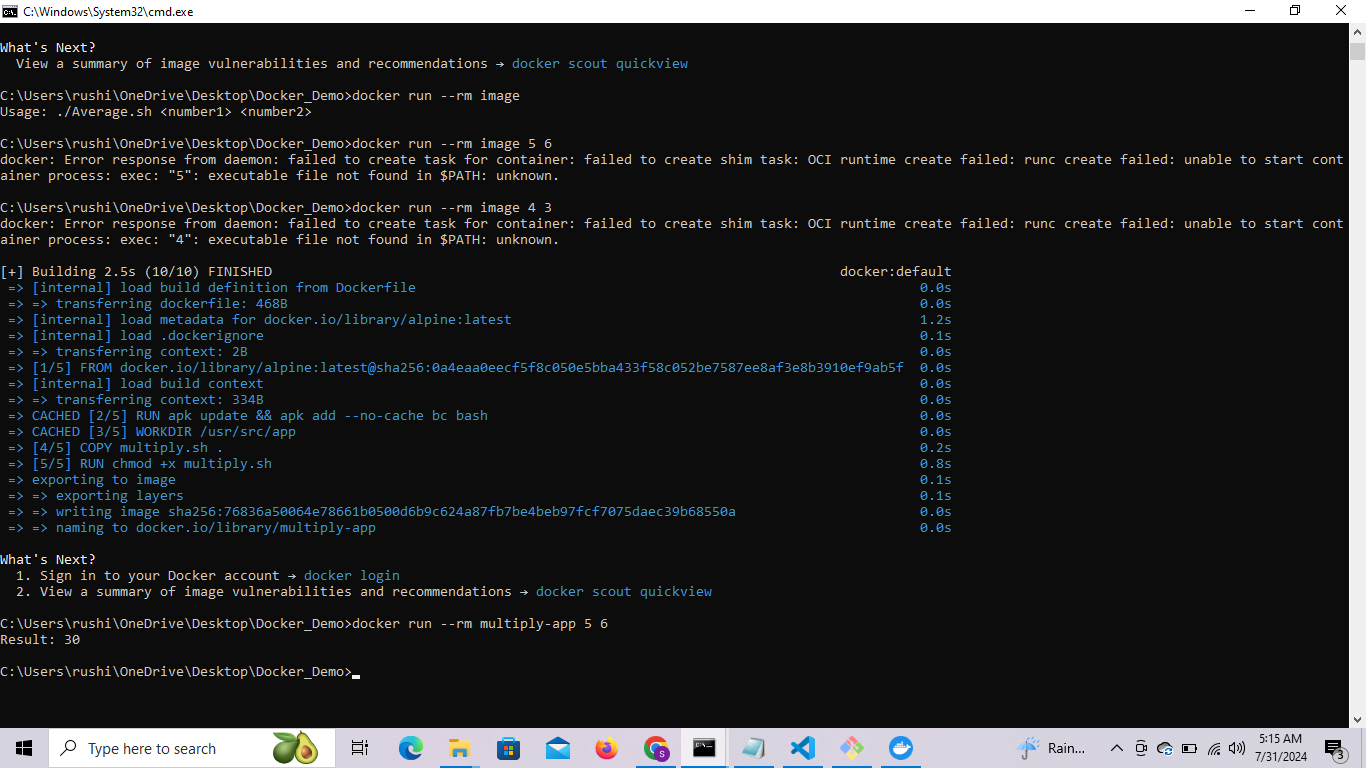 C:\Windows\System32\cmd.exe
What's Next?
View a summary of image vulnerabilities and recommendations → docker scout quickview
C:\Users\rushi\OneDrive\Desktop\Docker_Demo>docker run --rm image
Usage: ./Average.sh <number1> <number2>
C:\Users\rushi\OneDrive\Desktop\Docker_Demo>docker run --rm image 5 6
docker: Error response from daemon: failed to create task for container: failed to create shim task: OCI runtime create failed: runc create failed: unable to start cont
ainer process: exec: "5": executable file not found in $PATH: unknown.
C:\Users\rushi\OneDrive\Desktop\Docker_Demo>docker run --rm image 4 3
docker: Error response from daemon: failed to create task for container: failed to create shim task: OCI runtime create failed: runc create failed: unable to start cont
ainer process: exec: "4": executable file not found in $PATH: unknown.
[+] Building 2.5s (10/10) FINISHED docker:default
=> [internal] load build definition from Dockerfile 0.0s
=> => transferring dockerfile: 468B 0.0s
=> [internal] load metadata for docker.io/library/alpine:latest 1.2s
=> [internal] load .dockerignore 0.1s
=> => transferring context: 2B 0.0s
=> [1/5] FROM docker.io/library/alpine:latest@sha256:0a4eaa0eecf5f8c050e5bba433f58c052be7587ee8af3e8b3910ef9ab5f 0.0s
=> [internal] load build context 0.0s
=> => transferring context: 334B 0.0s
=> CACHED [2/5] RUN apk update && apk add --no-cache bc bash 0.0s
=> CACHED [3/5] WORKDIR /usr/src/app 0.0s
=> [4/5] COPY multiply.sh . 0.2s
=> [5/5] RUN chmod +x multiply.sh 0.8s
=> exporting to image 0.1s
=> => exporting layers 0.1s
=> => writing image sha256:76836a50064e78661b0500d6b9c624a87fb7be4beb97fcf7075daec39b68550a 0.0s
=> => naming to docker.io/library/multiply-app 0.0s
What's Next?
1. Sign in to your Docker account → docker login
2. View a summary of image vulnerabilities and recommendations → docker scout quickview
C:\Users\rushi\OneDrive\Desktop\Docker_Demo>docker run --rm multiply-app 5 6
Result: 30
C:\Users\rushi\OneDrive\Desktop\Docker_Demo>
Type here to search
S
Rain...
5:15 AM
7/31/2024
3